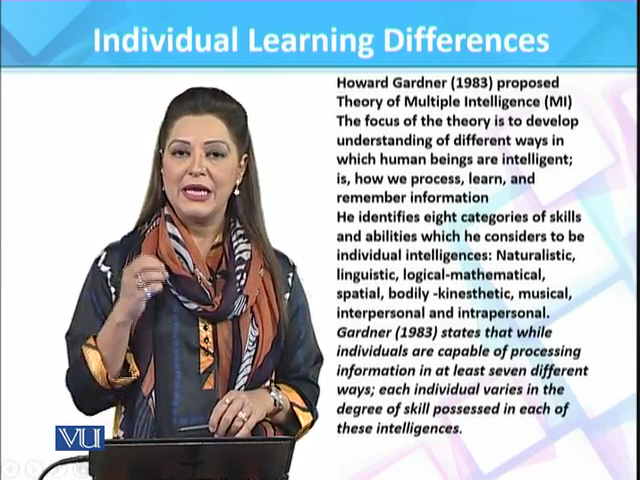 Individual Learning Differences
Howard Gardner (1983) proposed
Theory of Multiple Intelligence (MI)
The focus of the theory is to develop
understanding of different ways in
which human beings are intelligent;
is, how we process, learn, and
remember information
He identifies eight categories of skills
and abilities which he considers to be
individual intelligences: Naturalistic,
linguistic, logical-mathematical,
spatial, bodily -kinesthetic, musical,
interpersonal and intrapersonal.
Gardner (1983) states that while
individuals are capable of processing
information in at least seven different
ways; each individual varies in the
degree of skill possessed in each of
these intelligences.
VU